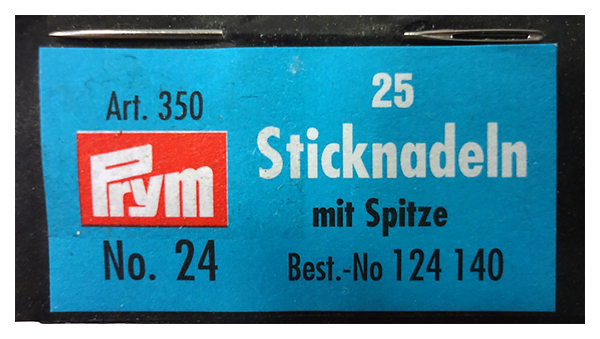 Art. 350
Prym
No. 24
25
Sticknadeln
mit Spitze
Best.-No 124 140